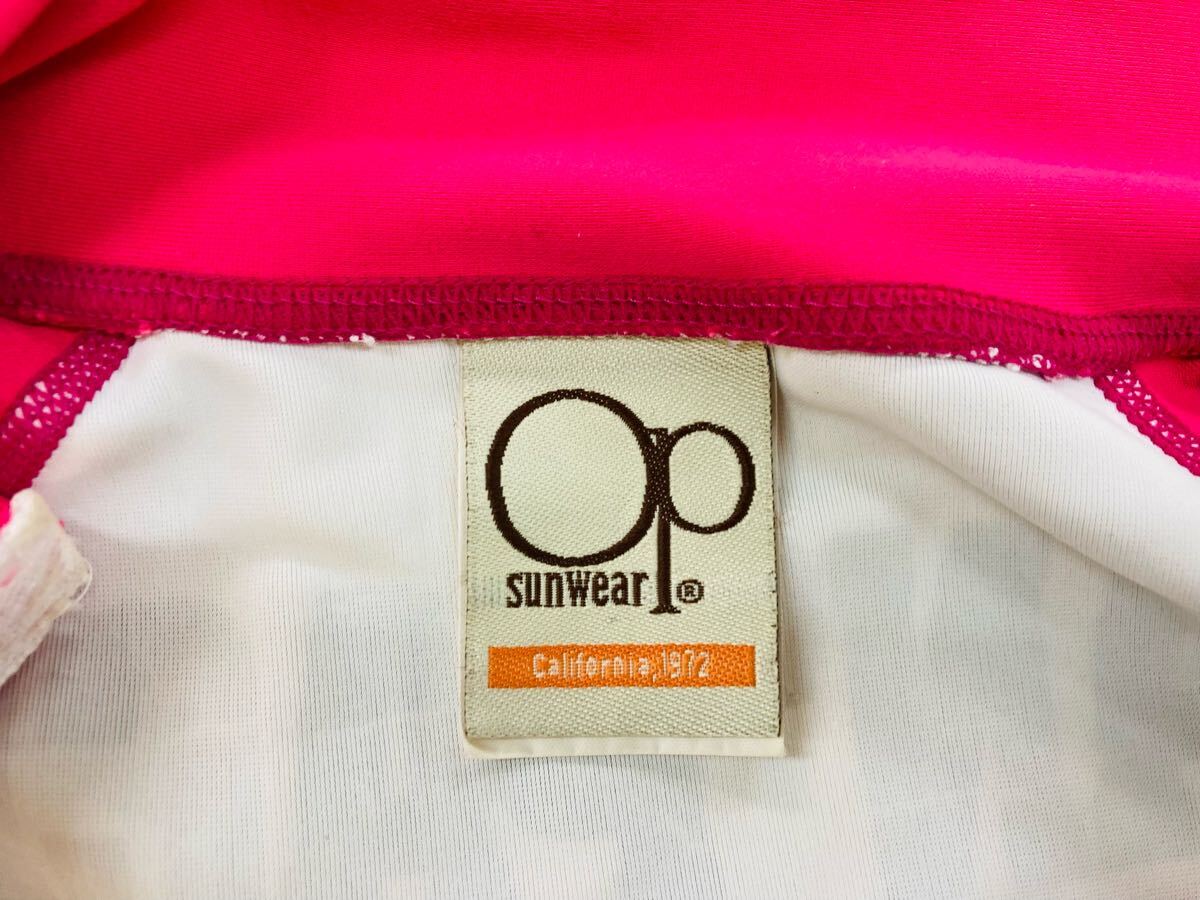 Op
sunwear ®
California, 1972